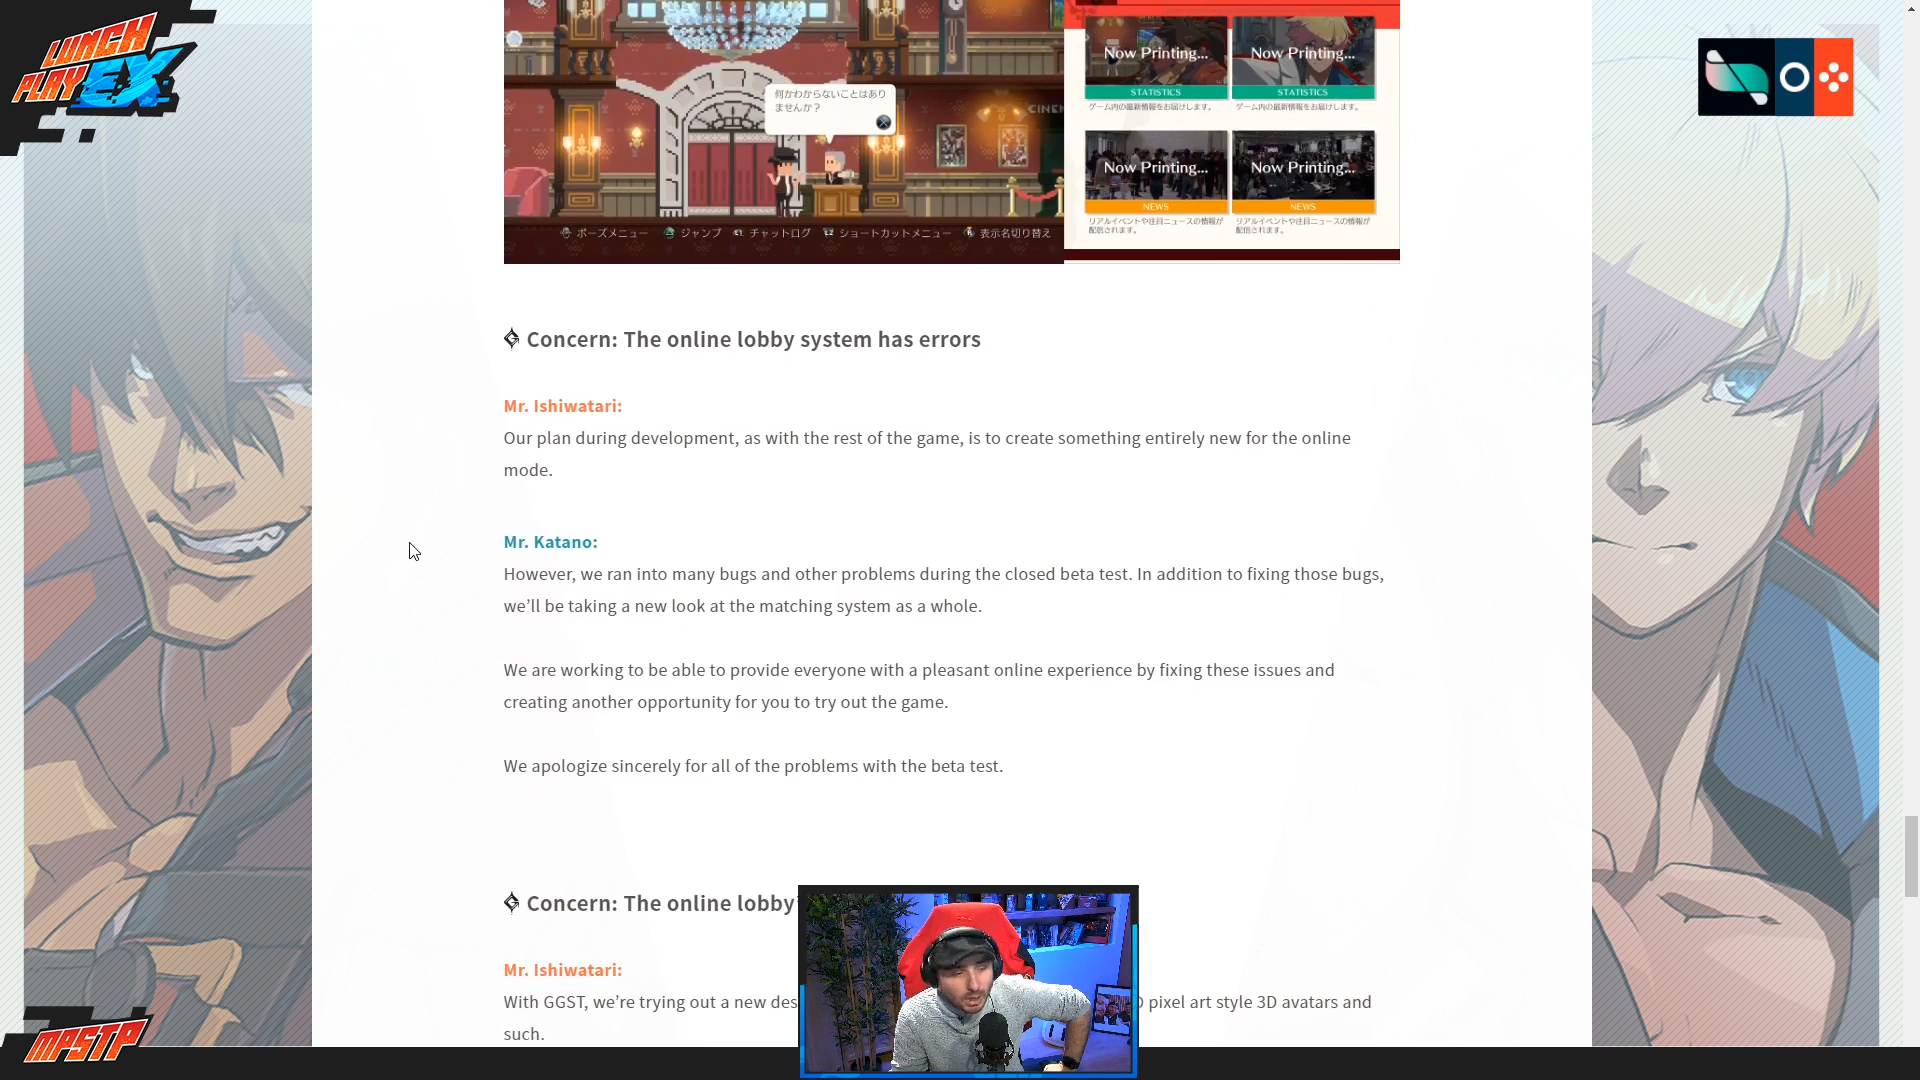 LUNCH
PLAY EX
何かわからないことはあり
ませんか？
CINE
ポーズメニュー ジャンプ チャットログ ショートカットメニュー 表示名切り替え
Now Printing... Now Printing...
STATISTICS STATISTICS
ゲーム内の最新情報をお届けします。 ゲーム内の最新情報をお届けします。
Now Printing... Now Printing...
NEWS NEWS
リアルイベントや注目ニュースの情報が リアルイベントや注目ニュースの情報が
配信されます。 配信されます。
Concern: The online lobby system has errors
Mr. Ishiwatari:
Our plan during development, as with the rest of the game, is to create something entirely new for the online
mode.
Mr. Katano:
However, we ran into many bugs and other problems during the closed beta test. In addition to fixing those bugs,
we’ll be taking a new look at the matching system as a whole.
We are working to be able to provide everyone with a pleasant online experience by fixing these issues and
creating another opportunity for you to try out the game.
We apologize sincerely for all of the problems with the beta test.
Concern: The online lobby
Mr. Ishiwatari:
With GGST, we’re trying out a new des pixel art style 3D avatars and
such.
MPSTP